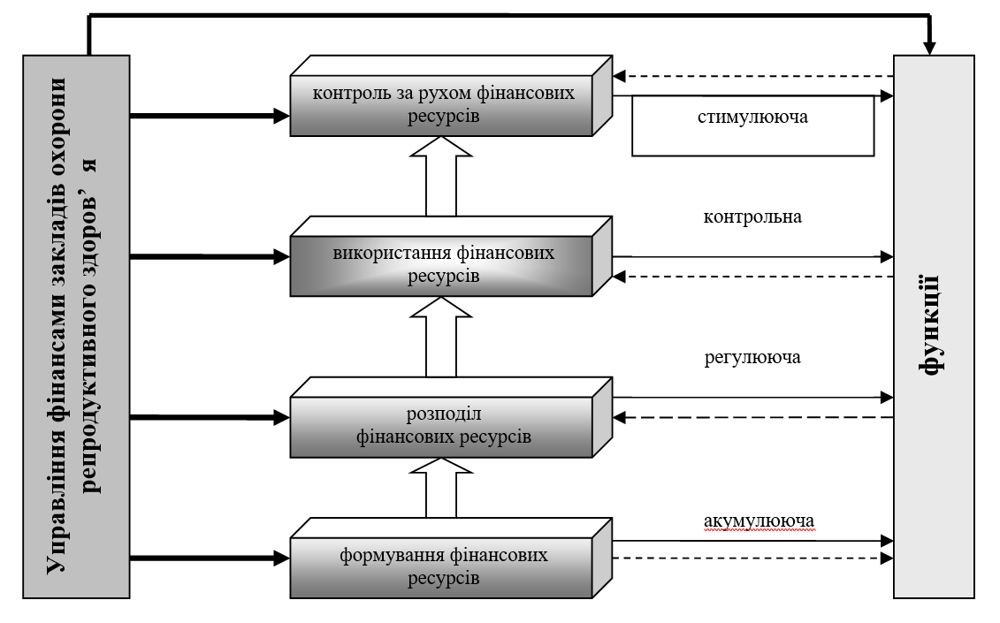 Управління фінансами закладів охорони
репродуктивного здоров’ я
контроль за рухом фінансових
ресурсів
стимулююча
контрольна
використання фінансових
ресурсів
регулююча
розподіл
фінансових ресурсів
акумулююча
формування фінансових
ресурсів
функції